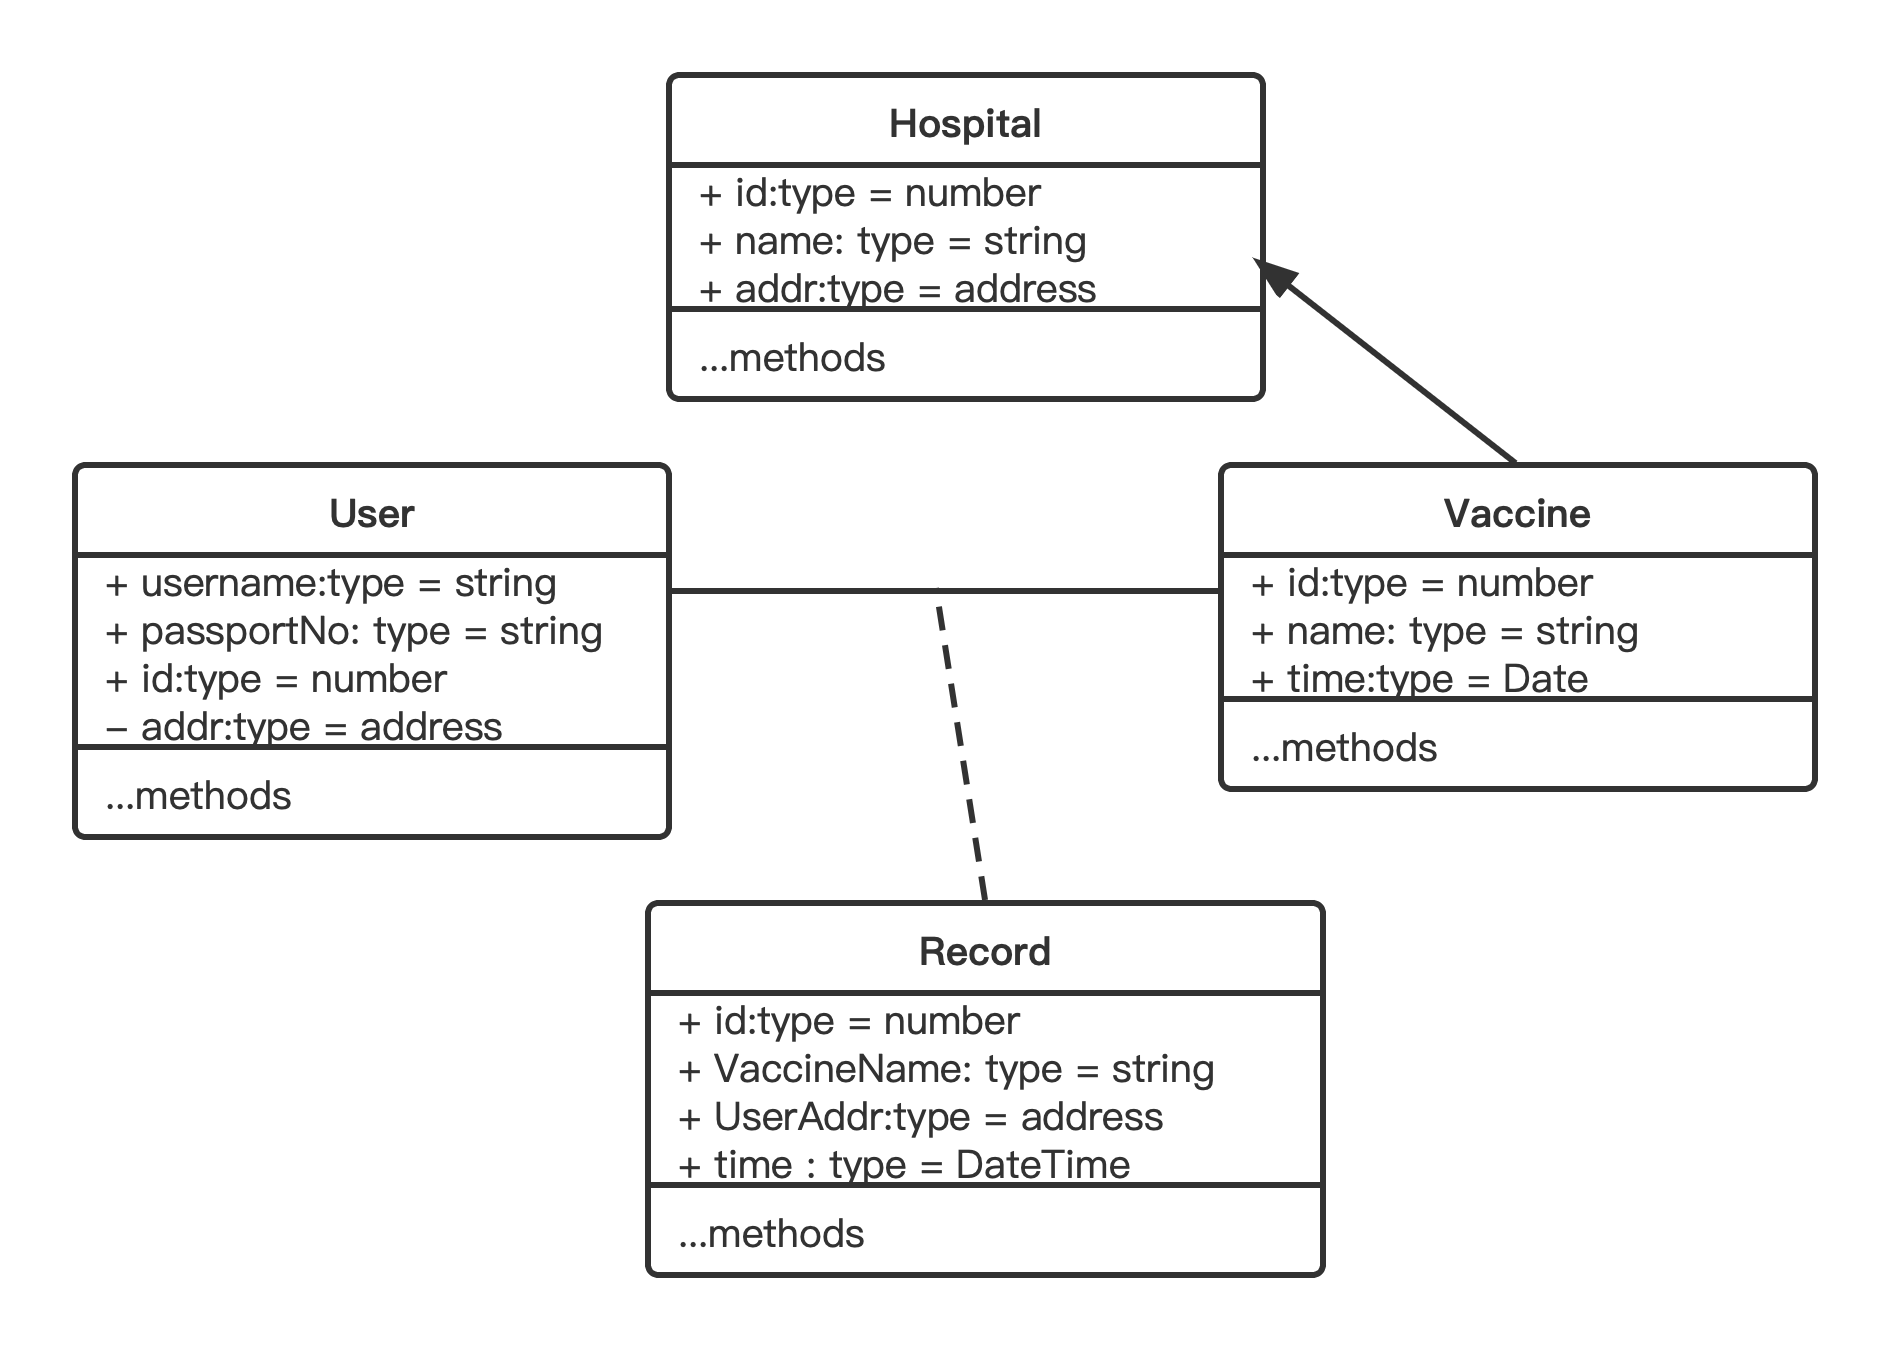 Hospital
+ id:type = number
+ name: type = string
+ addr:type = address
...methods
User
+ username:type = string
+ passportNo: type = string
+ id:type = number
− addr:type = address
...methods
Vaccine
+ id:type = number
+ name: type = string
+ time:type = Date
...methods
Record
+ id:type = number
+ VaccineName: type = string
+ UserAddr:type = address
+ time : type = DateTime
...methods